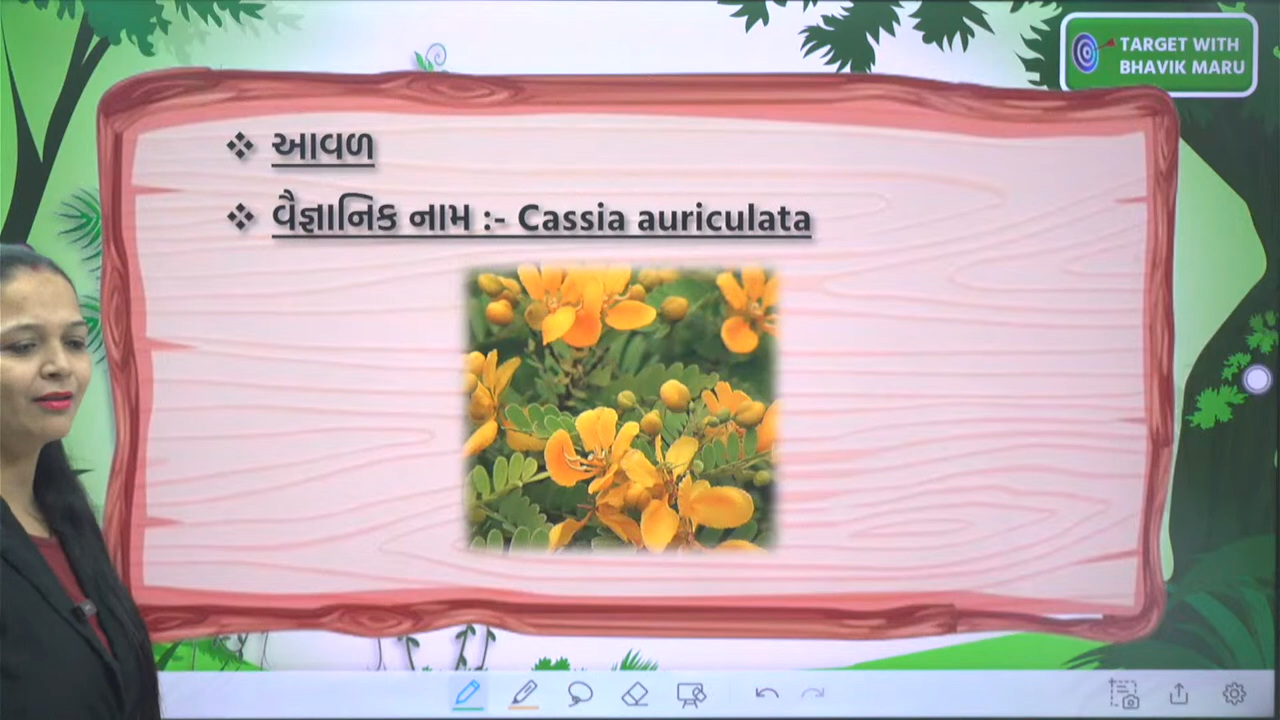 TARGET WITH
BHAVIK MARU
❖ આવળ
❖ વૈજ્ઞાનિક નામ :- Cassia auriculata